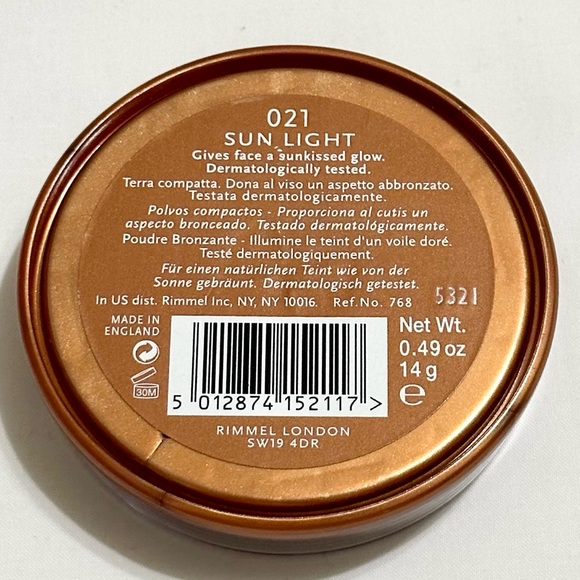 021
SUN LIGHT
Gives face a sunkissed glow.
Dermatologically tested.
Terra compatta. Dona al viso un aspetto abbronzato.
Testata dermatologicamente.
Polvos compactos - Proporciona al cutis un
aspecto bronceado. Testado dermatológicamente.
Poudre Bronzante - Illumine le teint d'un voile doré.
Testé dermatologiquement.
Für einen natürlichen Teint wie von der
Sonne gebräunt. Dermatologisch getestet.
In US dist. Rimmel Inc, NY, NY 10016. Ref. No. 768
5321
MADE IN
ENGLAND
30M
5 012874 152117 >
Net Wt.
0.49 oz
14 g
e
RIMMEL LONDON
SW19 4DR